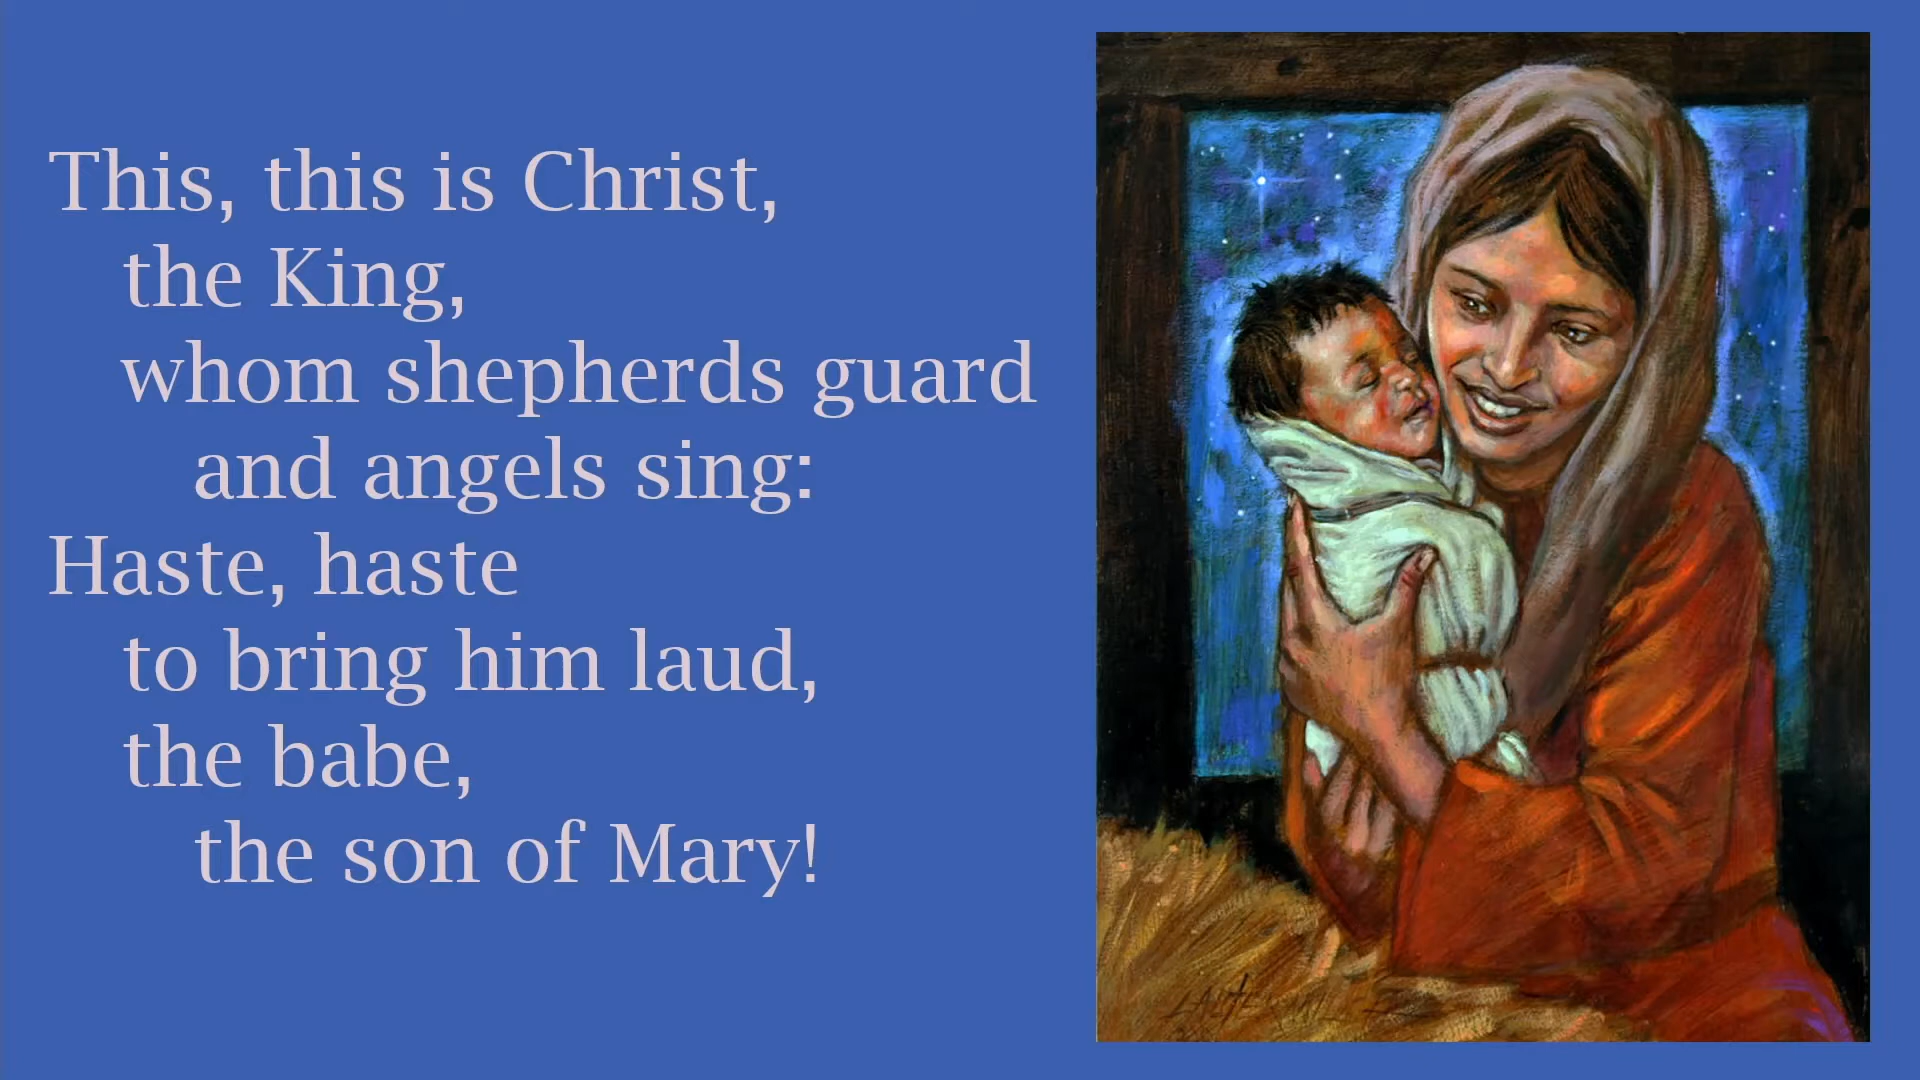 This, this is Christ,
the King,
whom shepherds guard
and angels sing:
Haste, haste
to bring him laud,
the babe,
the son of Mary!